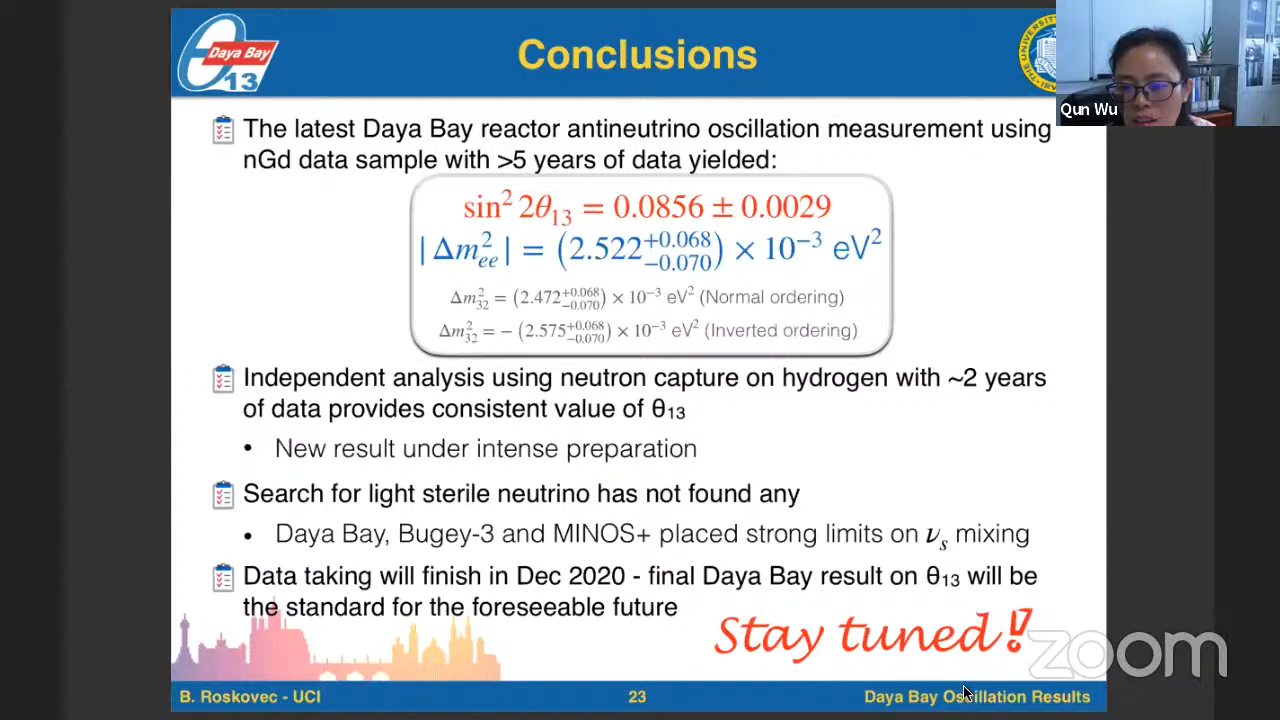 Daya Bay
13
Conclusions
THE UNIVERSITY
Qun Wu
The latest Daya Bay reactor antineutrino oscillation measurement using
nGd data sample with >5 years of data yielded:
sin² 2θ₁₃ = 0.0856 ± 0.0029
|Δm²ₑₑ| = (2.522 +0.068 −0.070) × 10⁻³ eV²
Δm²₃₂ = (2.472 +0.068 −0.070) × 10⁻³ eV² (Normal ordering)
Δm²₃₂ = − (2.575 +0.068 −0.070) × 10⁻³ eV² (Inverted ordering)
Independent analysis using neutron capture on hydrogen with ~2 years
of data provides consistent value of θ₁₃
• New result under intense preparation
Search for light sterile neutrino has not found any
• Daya Bay, Bugey-3 and MINOS+ placed strong limits on νₛ mixing
Data taking will finish in Dec 2020 - final Daya Bay result on θ₁₃ will be
the standard for the foreseeable future
Stay tuned!
zoom
B. Roskovec - UCI
23
Daya Bay Oscillation Results